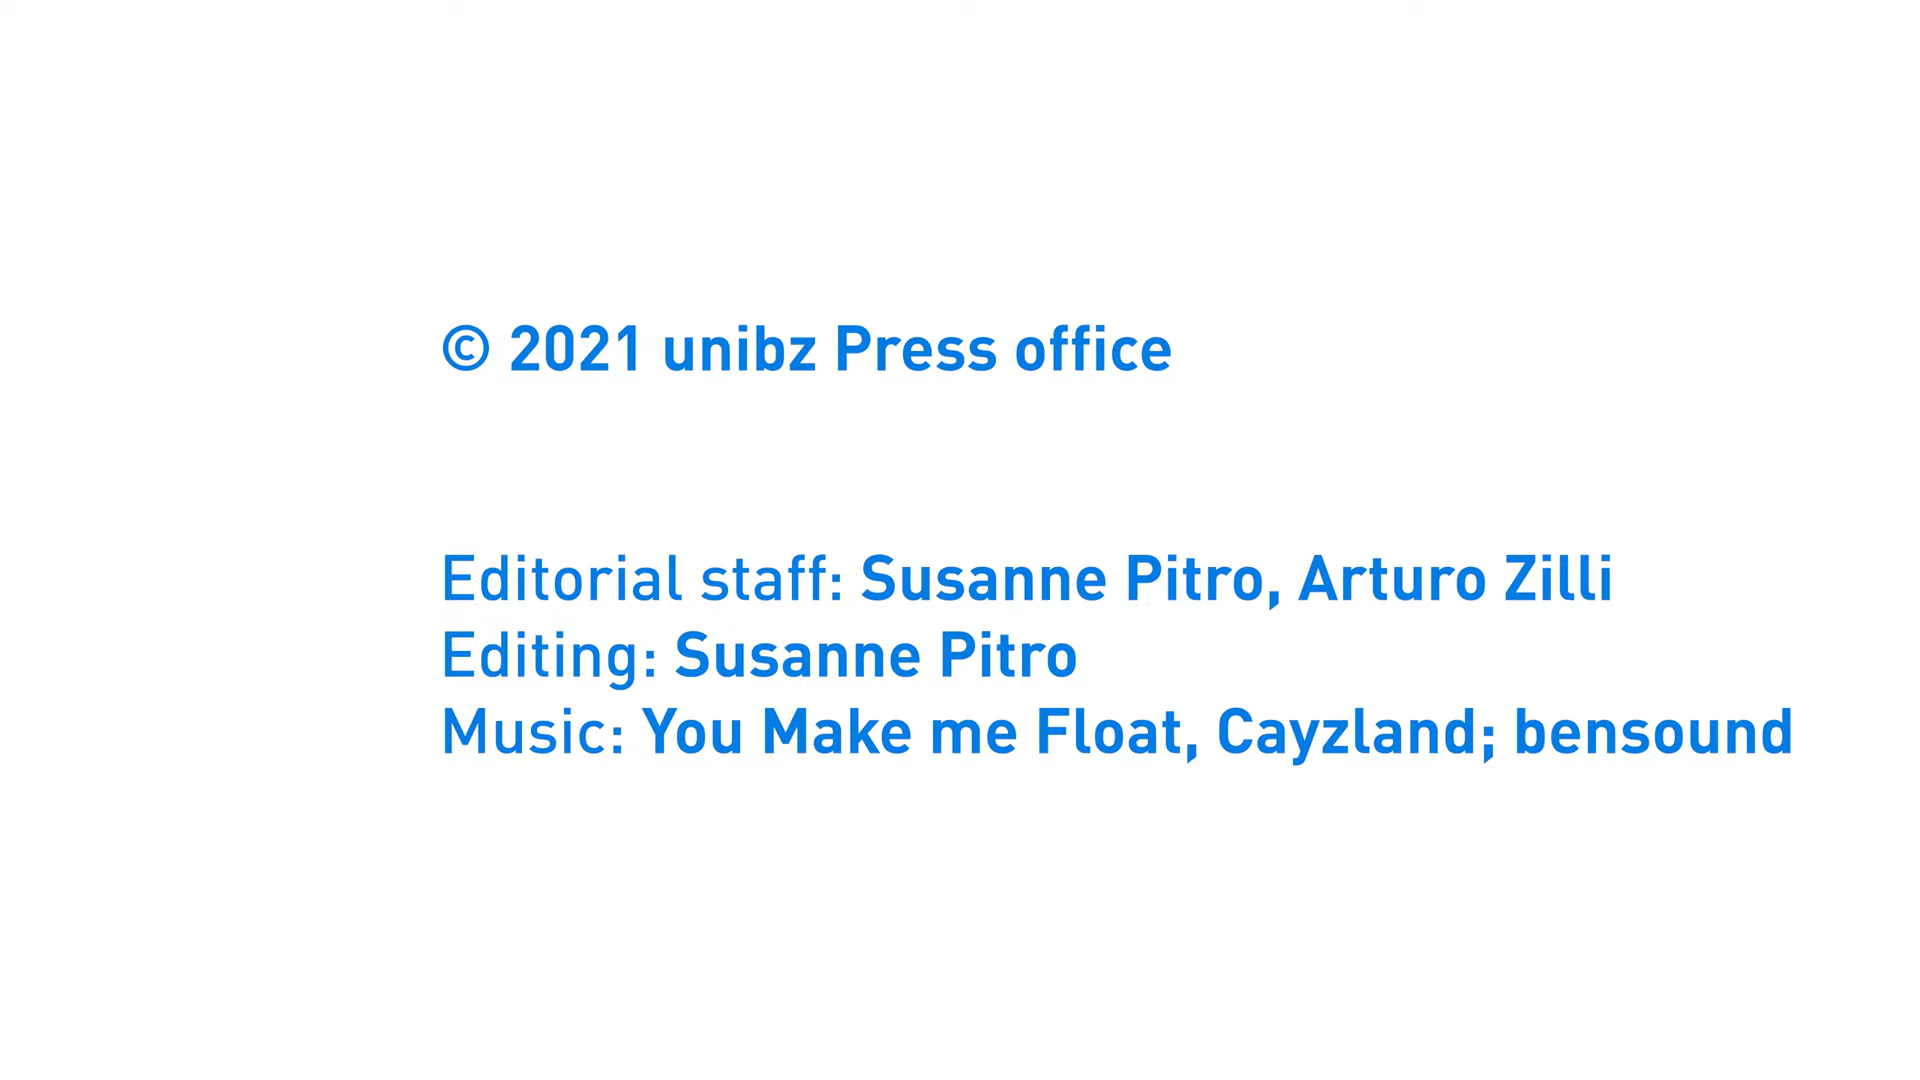 © 2021 unibz Press office
Editorial staff: Susanne Pitro, Arturo Zilli
Editing: Susanne Pitro
Music: You Make me Float, Cayzland; bensound